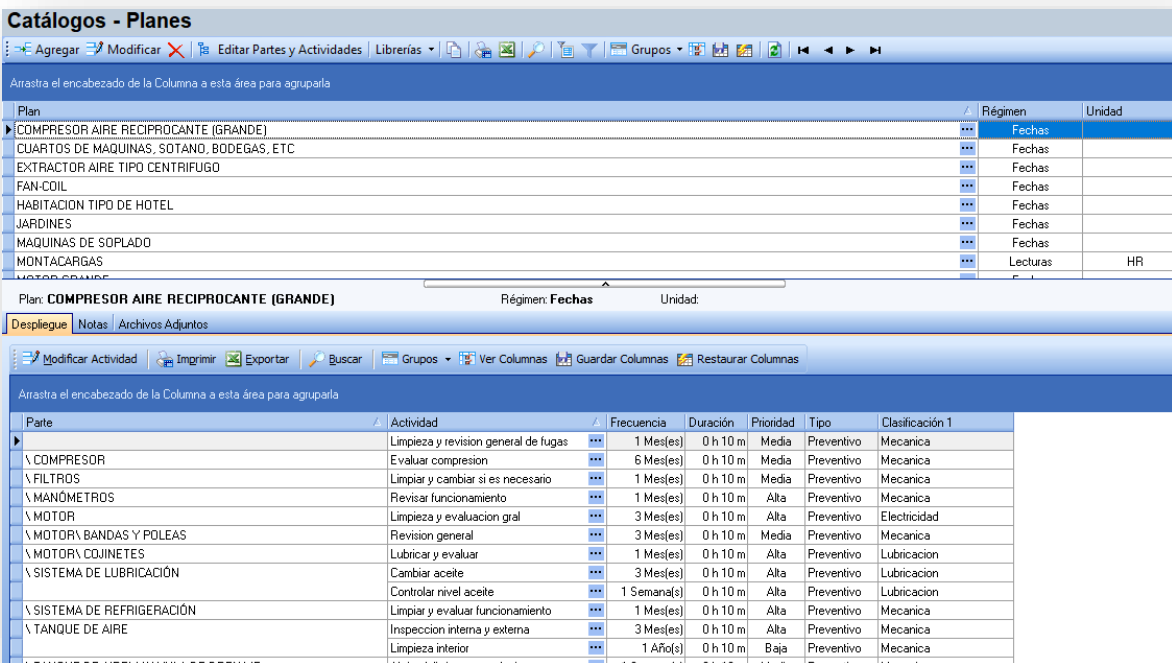 Catálogos - Planes
Agregar Modificar Editar Partes y Actividades Librerías Grupos
Arrastra el encabezado de la Columna a esta área para agruparla
Plan Régimen Unidad
COMPRESOR AIRE RECIPROCANTE (GRANDE) Fechas
CUARTOS DE MAQUINAS, SOTANO, BODEGAS, ETC Fechas
EXTRACTOR AIRE TIPO CENTRIFUGO Fechas
FAN-COIL Fechas
HABITACION TIPO DE HOTEL Fechas
JARDINES Fechas
MAQUINAS DE SOPLADO Fechas
MONTACARGAS Lecturas HR
MOTOR GRANDE
Plan: COMPRESOR AIRE RECIPROCANTE (GRANDE) Régimen: Fechas Unidad:
Despliegue Notas Archivos Adjuntos
Modificar Actividad Imprimir Exportar Buscar Grupos Ver Columnas Guardar Columnas Restaurar Columnas
Arrastra el encabezado de la Columna a esta área para agruparla
Parte Actividad Frecuencia Duración Prioridad Tipo Clasificación 1
Limpieza y revision general de fugas 1 Mes(es) 0 h 10 m Media Preventivo Mecanica
\ COMPRESOR Evaluar compresion 6 Mes(es) 0 h 10 m Media Preventivo Mecanica
\ FILTROS Limpiar y cambiar si es necesario 1 Mes(es) 0 h 10 m Media Preventivo Mecanica
\ MANÓMETROS Revisar funcionamiento 1 Mes(es) 0 h 10 m Alta Preventivo Mecanica
\ MOTOR Limpieza y evaluacion gral 3 Mes(es) 0 h 10 m Alta Preventivo Electricidad
\ MOTOR \ BANDAS Y POLEAS Revision general 3 Mes(es) 0 h 10 m Media Preventivo Mecanica
\ MOTOR \ COJINETES Lubricar y evaluar 1 Mes(es) 0 h 10 m Alta Preventivo Lubricacion
\ SISTEMA DE LUBRICACIÓN Cambiar aceite 3 Mes(es) 0 h 10 m Alta Preventivo Lubricacion
Controlar nivel aceite 1 Semana(s) 0 h 10 m Alta Preventivo Lubricacion
\ SISTEMA DE REFRIGERACIÓN Limpiar y evaluar funcionamiento 1 Mes(es) 0 h 10 m Alta Preventivo Mecanica
\ TANQUE DE AIRE Inspeccion interna y externa 3 Mes(es) 0 h 10 m Alta Preventivo Mecanica
Limpieza interior 1 Año(s) 0 h 10 m Baja Preventivo Mecanica